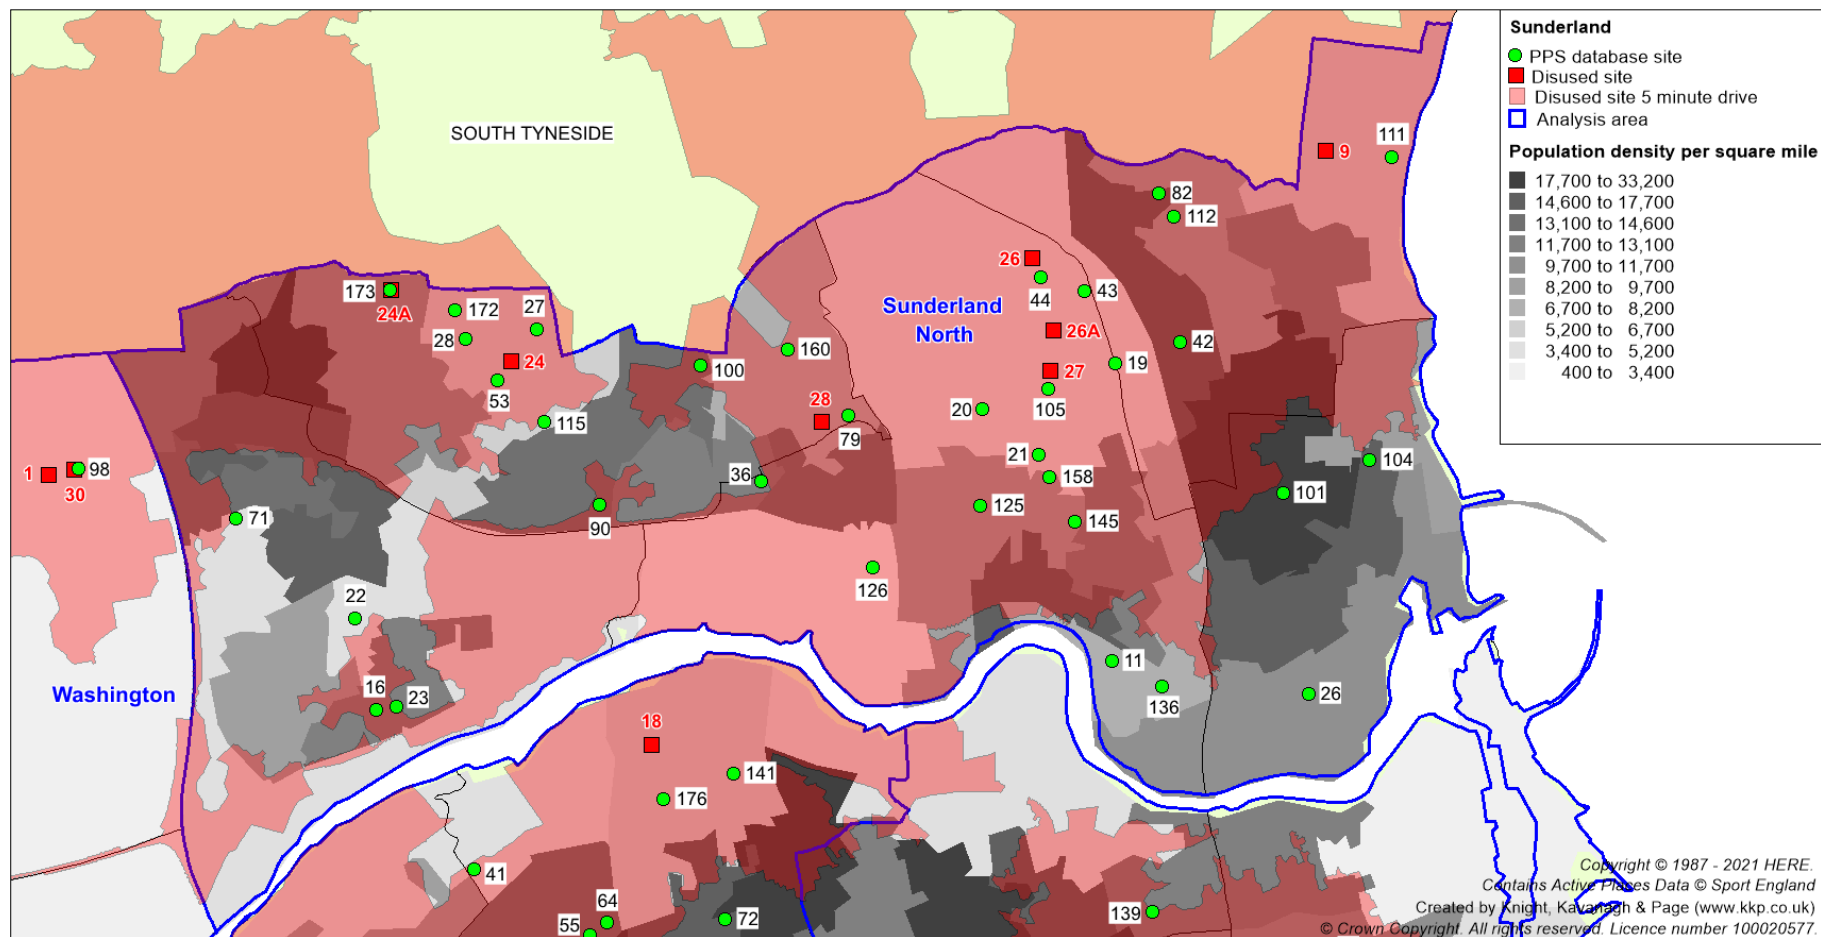 Sunderland
PPS database site
Disused site
Disused site 5 minute drive
Analysis area
Population density per square mile
17,700 to 33,200
14,600 to 17,700
13,100 to 14,600
11,700 to 13,100
9,700 to 11,700
8,200 to 9,700
6,700 to 8,200
5,200 to 6,700
3,400 to 5,200
400 to 3,400
SOUTH TYNESIDE
111
9
82
112
26
44
43
173
24A
172
27
28
Sunderland
North
26A
42
24
160
100
19
27
53
105
28
20
115
79
21
104
1
98
30
36
158
101
71
90
125
145
126
22
11
Washington
16
23
136
26
18
141
176
41
64
55
72
139
Copyright © 1987 - 2021 HERE.
Contains Active Places Data © Sport England
Created by Knight, Kavanagh & Page (www.kkp.co.uk)
© Crown Copyright. All rights reserved. Licence number 100020577.